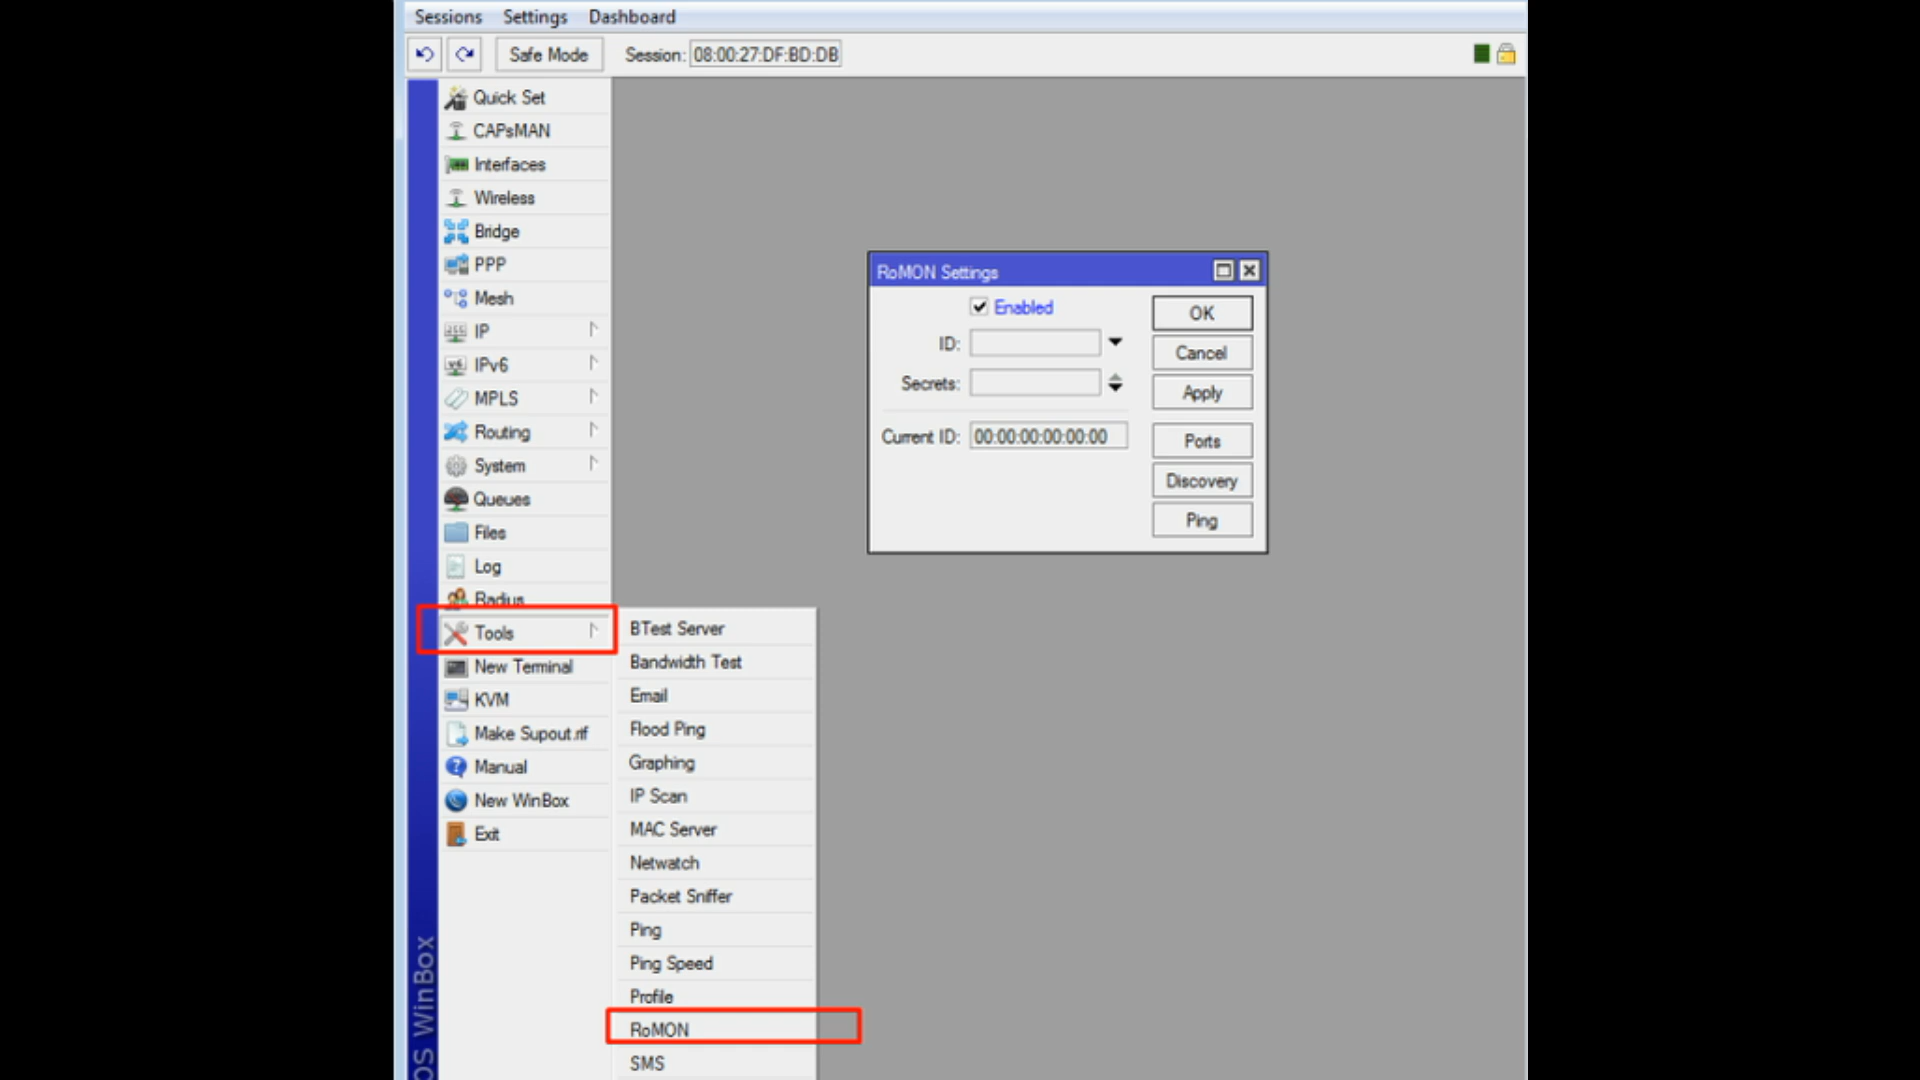 Sessions Settings Dashboard
Safe Mode Session: 08:00:27:DF:BD:DB
Quick Set
CAPsMAN
Interfaces
Wireless
Bridge
PPP
Mesh
IP
IPv6
MPLS
Routing
System
Queues
Files
Log
Radius
Tools
New Terminal
KVM
Make Supout.rif
Manual
New WinBox
Exit
OS WinBox
BTest Server
Bandwidth Test
Email
Flood Ping
Graphing
IP Scan
MAC Server
Netwatch
Packet Sniffer
Ping
Ping Speed
Profile
RoMON
SMS
RoMON Settings
Enabled
ID:
Secrets:
Current ID: 00:00:00:00:00:00
OK
Cancel
Apply
Ports
Discovery
Ping